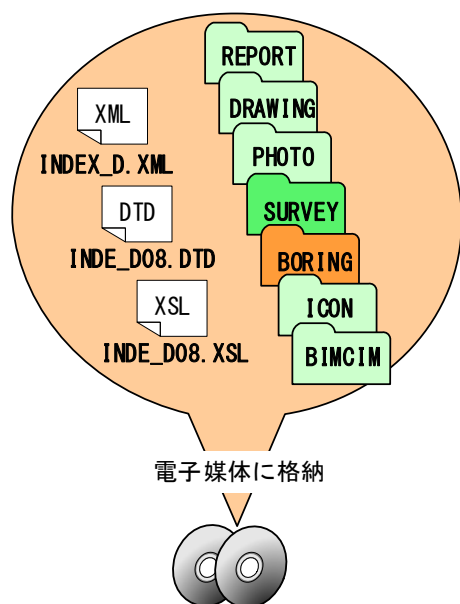 XML
INDEX_D.XML
DTD
INDE_D08.DTD
XSL
INDE_D08.XSL
REPORT
DRAWING
PHOTO
SURVEY
BORING
ICON
BIMCIM
電子媒体に格納